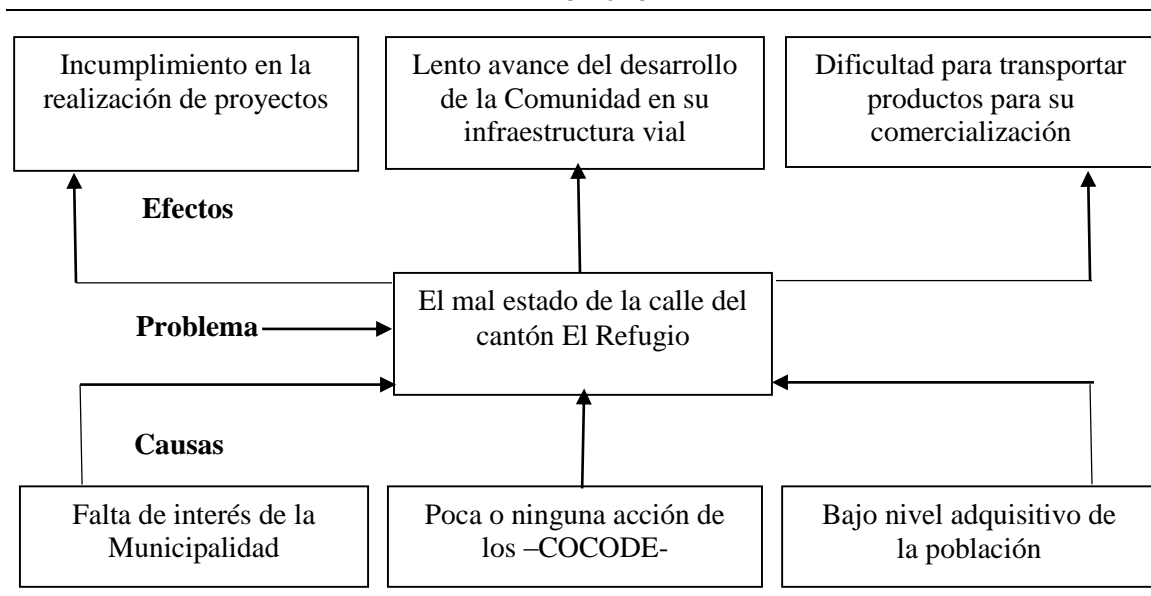 Incumplimiento en la
realización de proyectos
Lento avance del desarrollo
de la Comunidad en su
infraestructura vial
Dificultad para transportar
productos para su
comercialización
Efectos
El mal estado de la calle del
cantón El Refugio
Problema
Causas
Falta de interés de la
Municipalidad
Poca o ninguna acción de
los –COCODE-
Bajo nivel adquisitivo de
la población